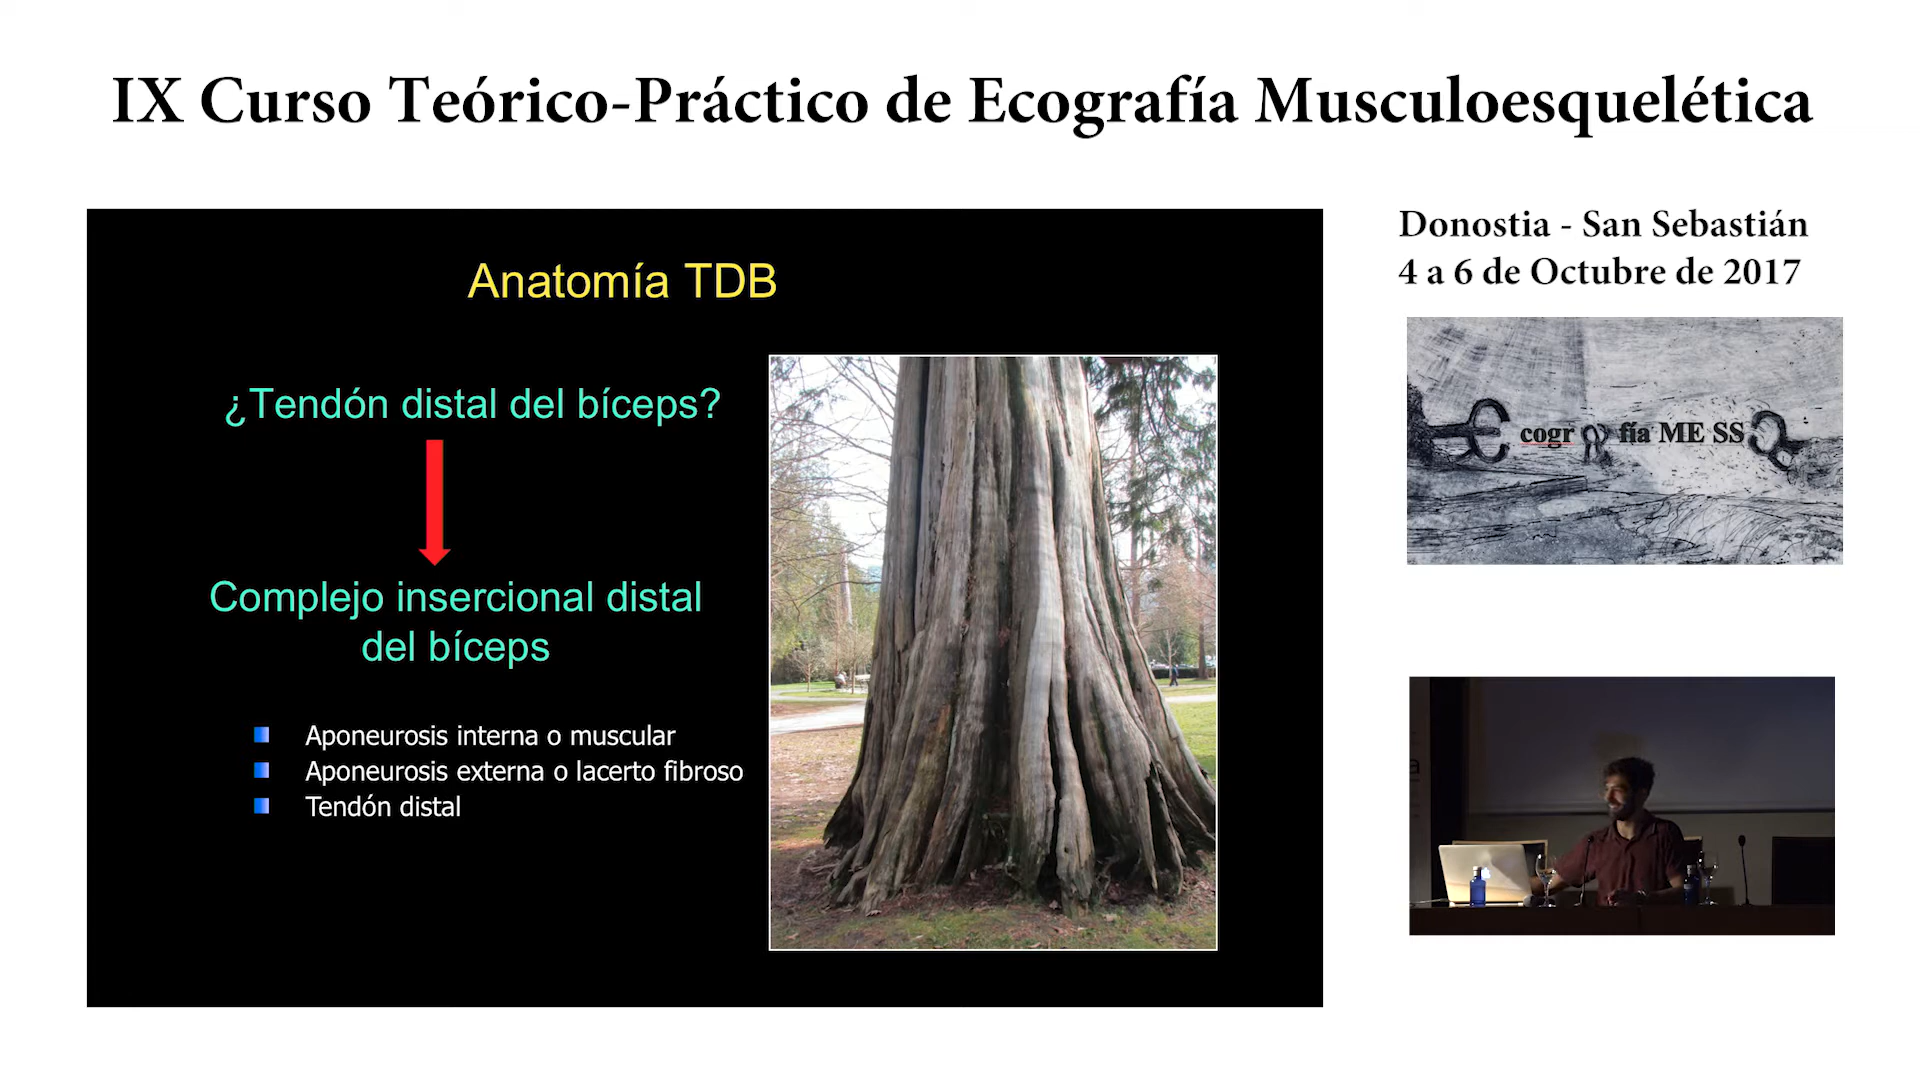 IX Curso Teórico-Práctico de Ecografía Musculoesquelética
Donostia - San Sebastián
4 a 6 de Octubre de 2017
Anatomía TDB
¿Tendón distal del bíceps?
Complejo insercional distal
del bíceps
Aponeurosis interna o muscular
Aponeurosis externa o lacerto fibroso
Tendón distal
cogr fía ME SS